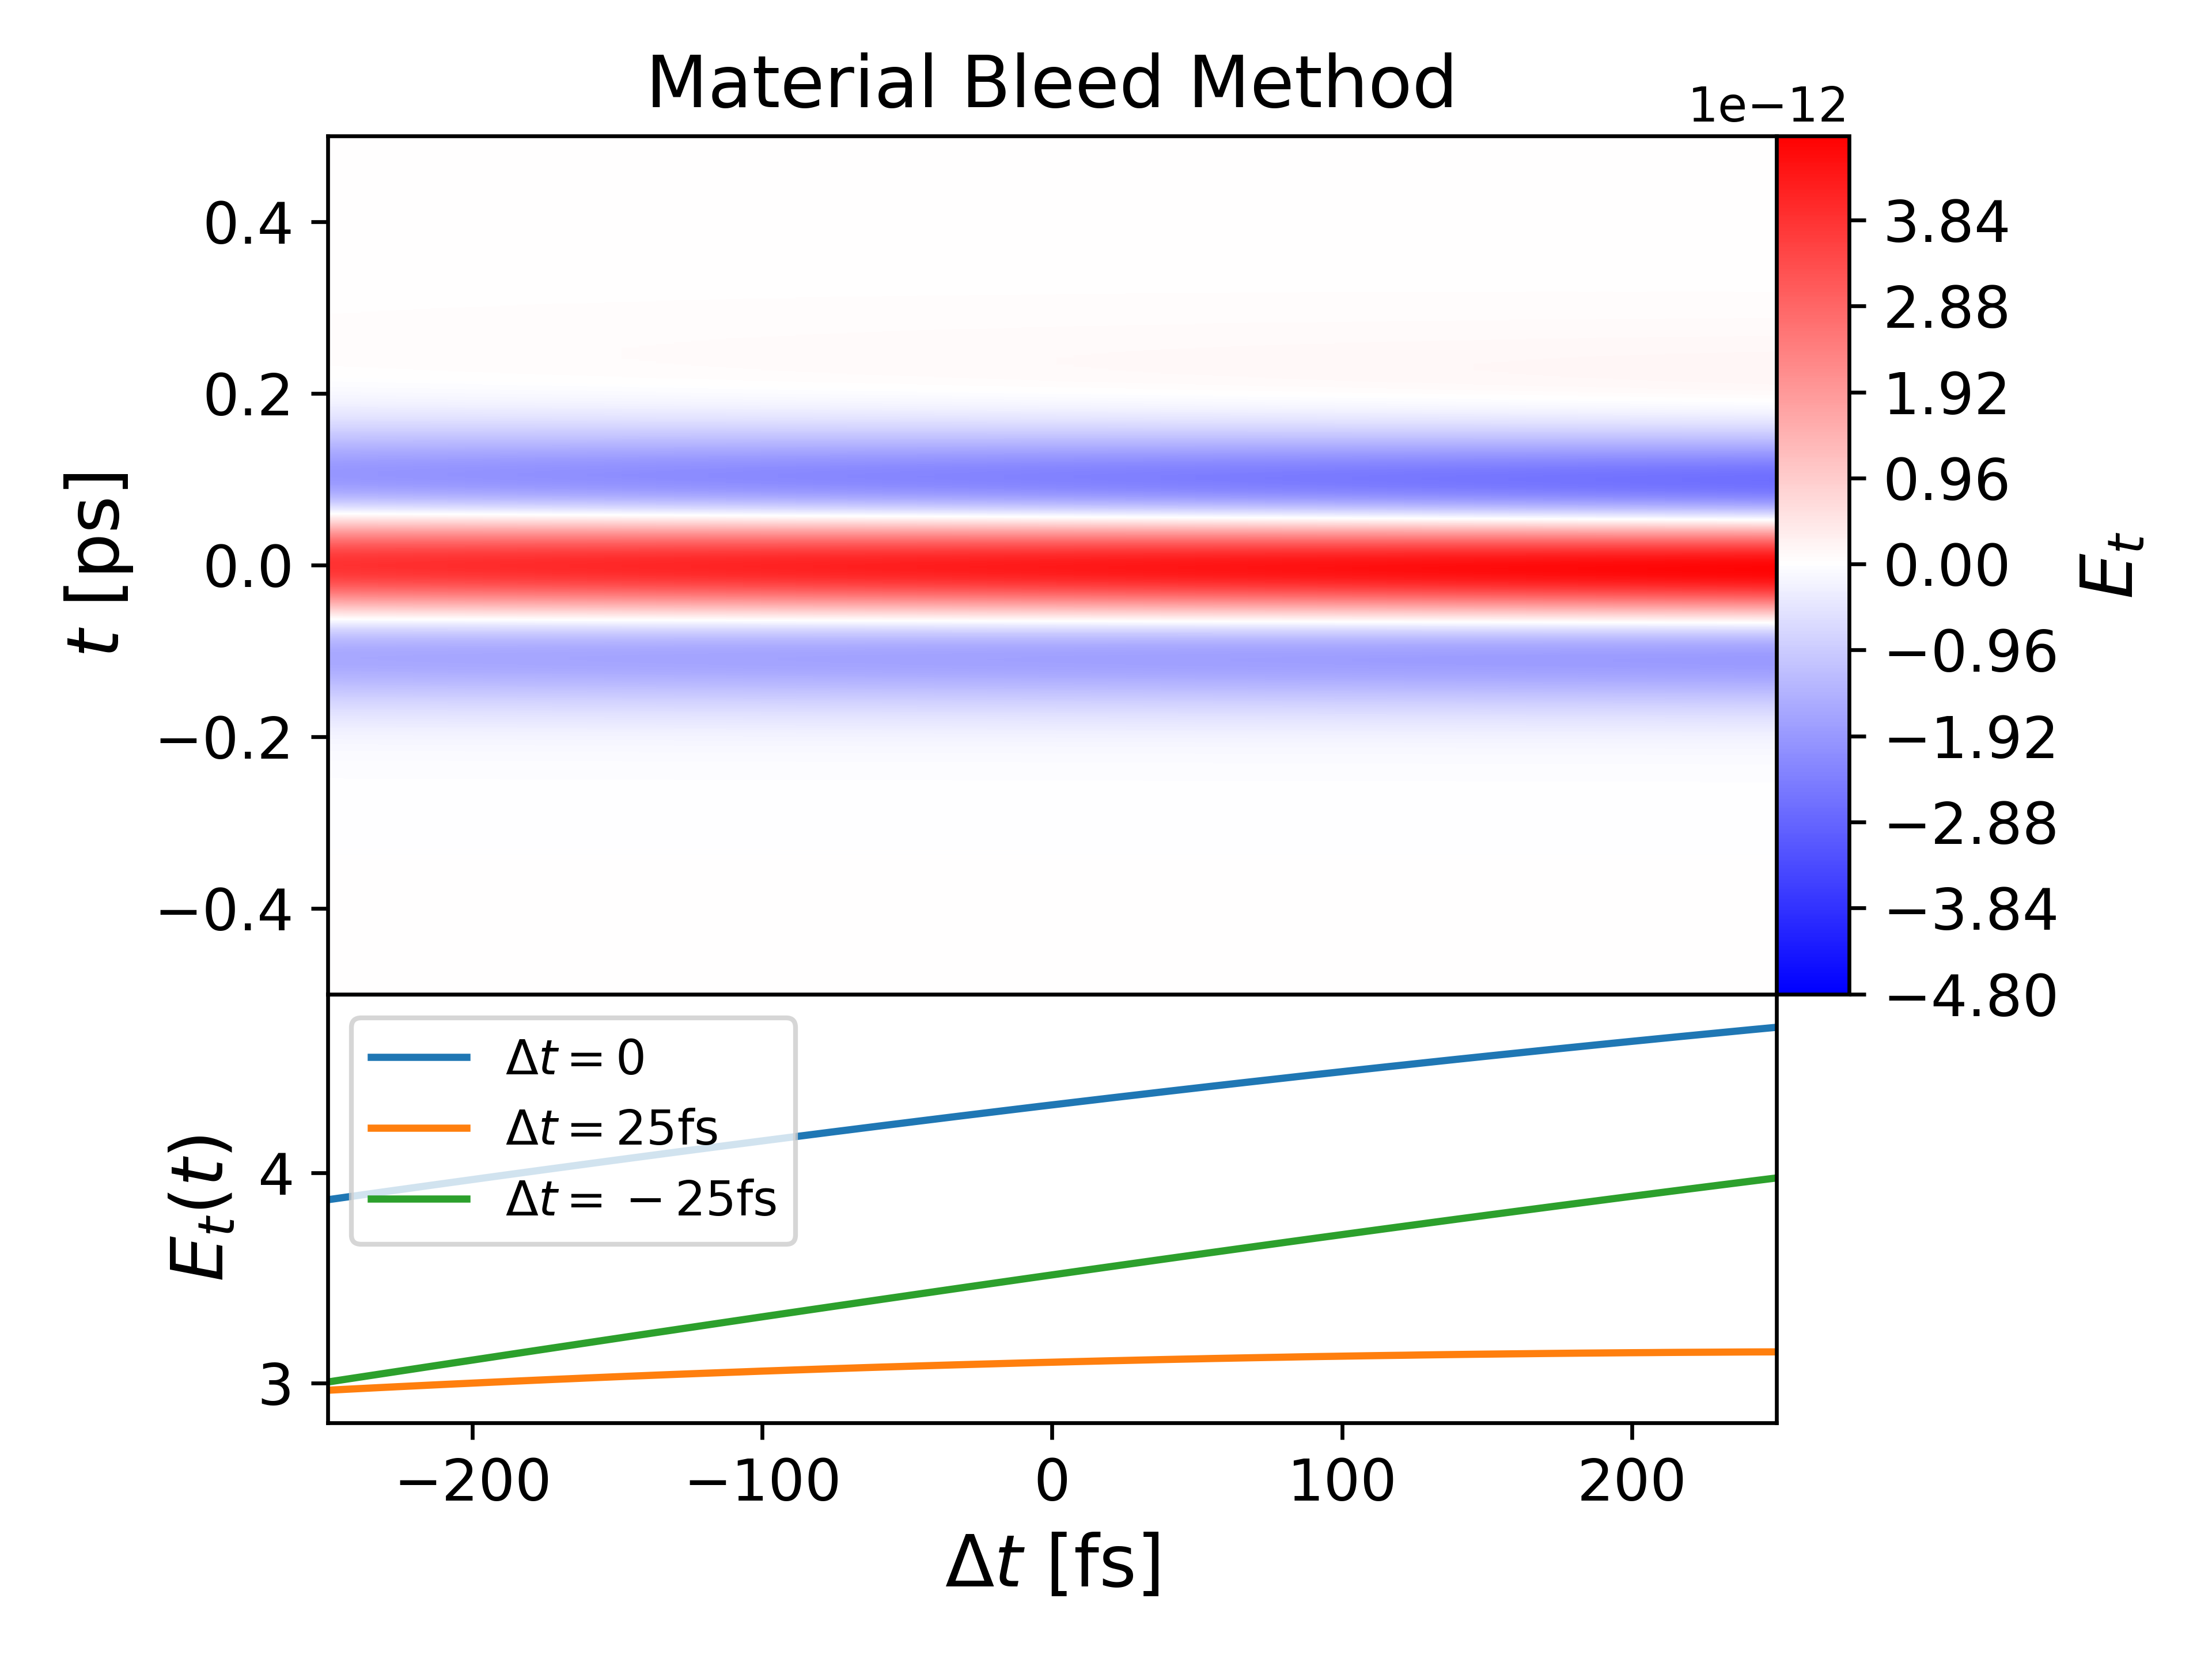 Material Bleed Method
1e−12
0.4
0.2
0.0
−0.2
−0.4
t [ps]
3.84
2.88
1.92
0.96
0.00
−0.96
−1.92
−2.88
−3.84
−4.80
E_t
Δt = 0
Δt = 25fs
Δt = −25fs
4
3
E_t(t)
−200
−100
0
100
200
Δt [fs]